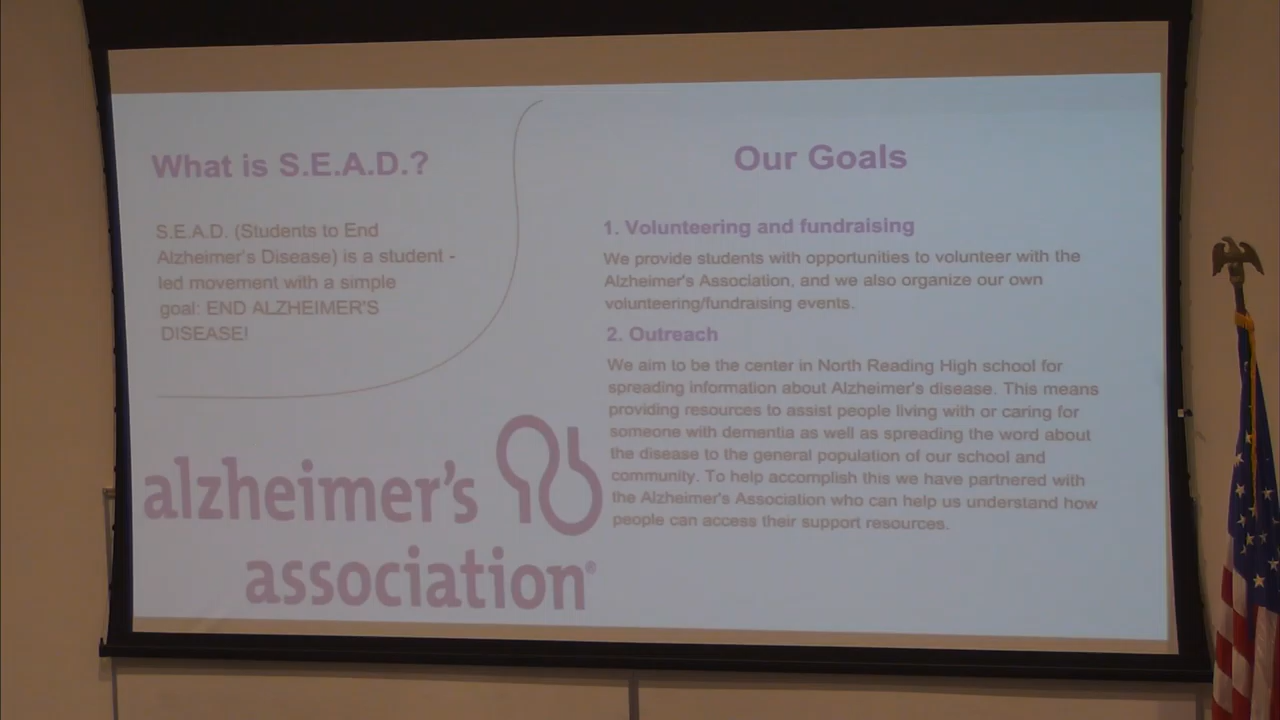 What is S.E.A.D.?
S.E.A.D. (Students to End
Alzheimer's Disease) is a student -
led movement with a simple
goal: END ALZHEIMER'S
DISEASE!
alzheimer's
association®
Our Goals
1. Volunteering and fundraising
We provide students with opportunities to volunteer with the
Alzheimer's Association, and we also organize our own
volunteering/fundraising events.
2. Outreach
We aim to be the center in North Reading High school for
spreading information about Alzheimer's disease. This means
providing resources to assist people living with or caring for
someone with dementia as well as spreading the word about
the disease to the general population of our school and
community. To help accomplish this we have partnered with
the Alzheimer's Association who can help us understand how
people can access their support resources.